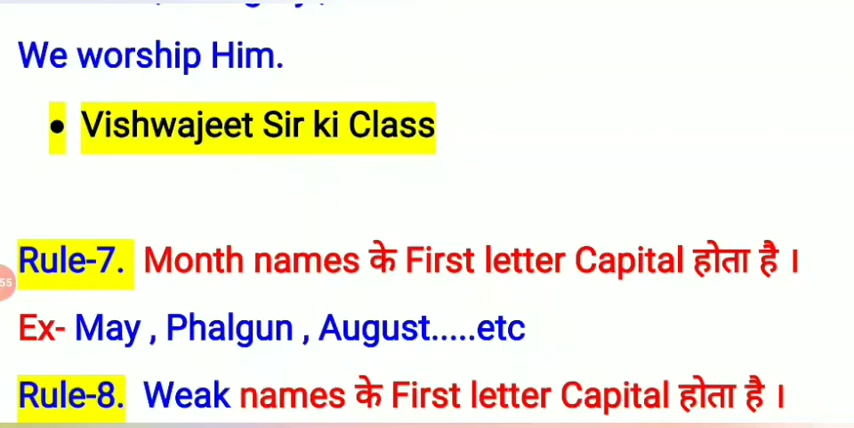 We worship Him.
• Vishwajeet Sir ki Class
Rule-7. Month names के First letter Capital होता है ।
55
Ex- May , Phalgun , August.....etc
Rule-8. Weak names के First letter Capital होता है ।